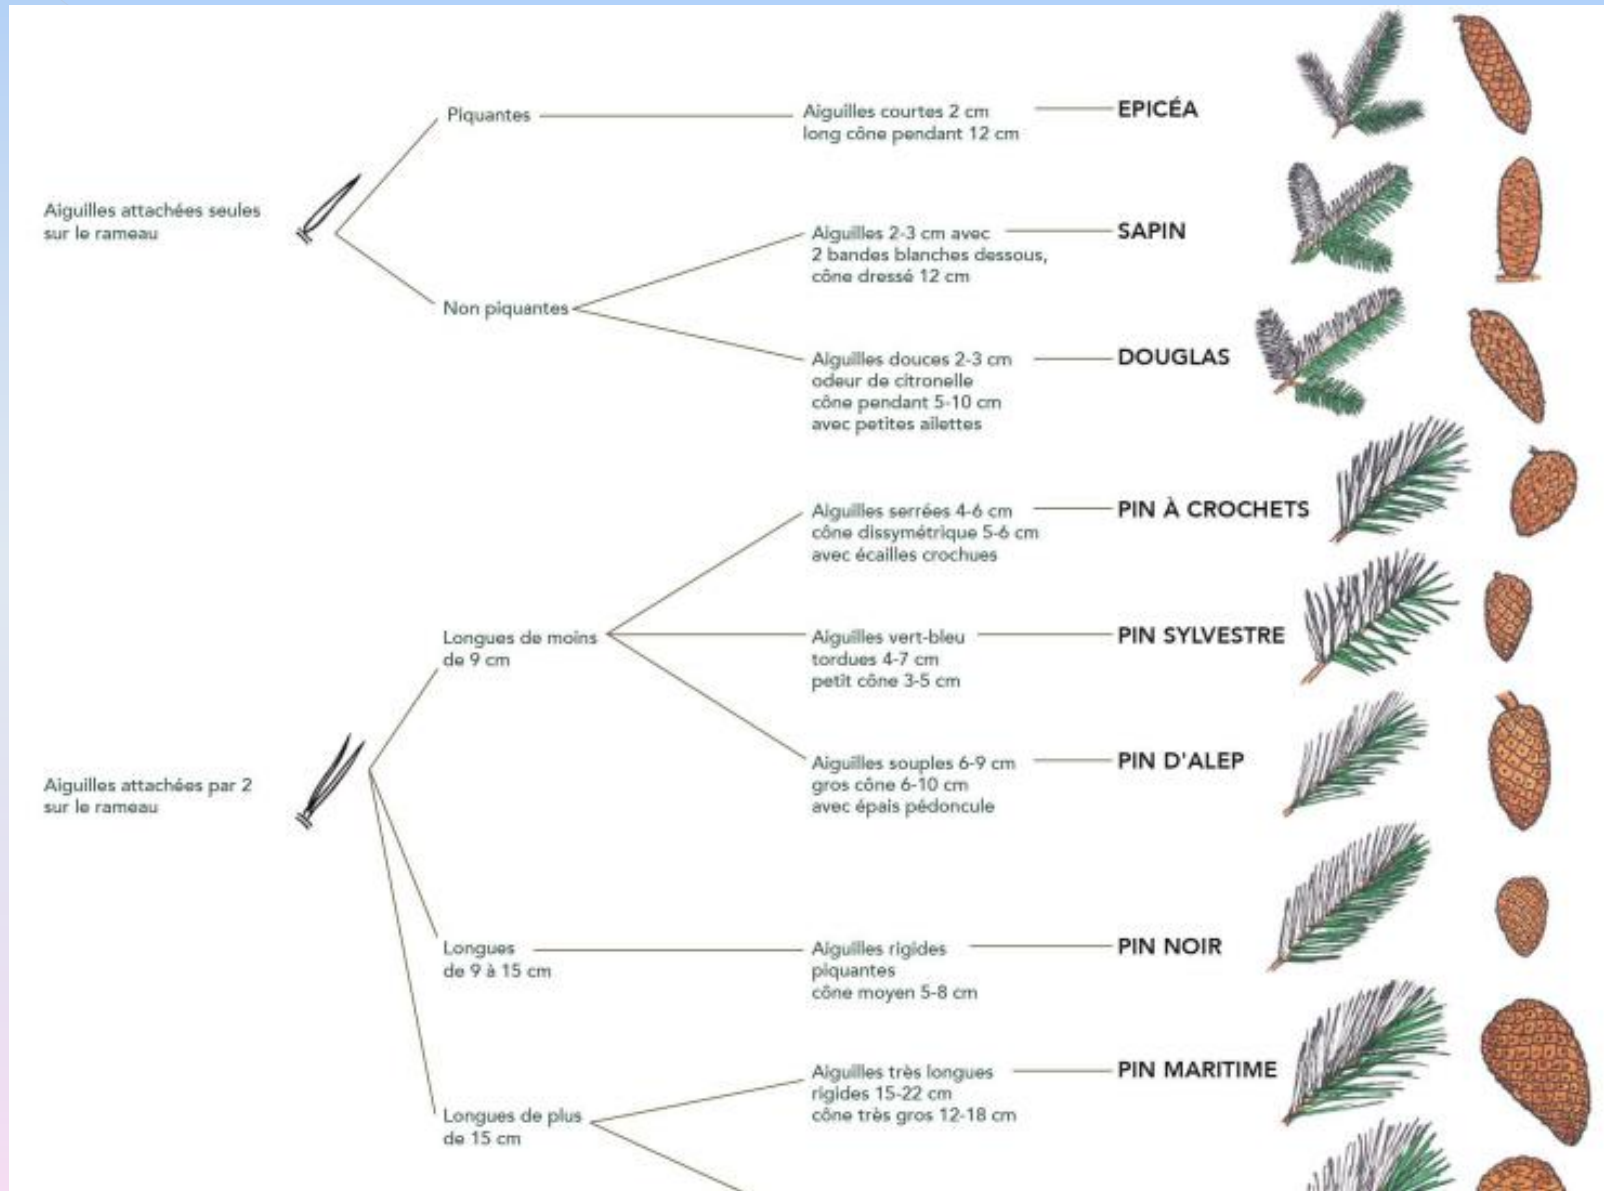 Piquantes
Aiguilles courtes 2 cm
long cône pendant 12 cm
EPICÉA
Aiguilles attachées seules
sur le rameau
Aiguilles 2-3 cm avec
2 bandes blanches dessous,
cône dressé 12 cm
SAPIN
Non piquantes
Aiguilles douces 2-3 cm
odeur de citronelle
cône pendant 5-10 cm
avec petites ailettes
DOUGLAS
Aiguilles serrées 4-6 cm
cône dissymétrique 5-6 cm
avec écailles crochues
PIN À CROCHETS
Longues de moins
de 9 cm
Aiguilles vert-bleu
tordues 4-7 cm
petit cône 3-5 cm
PIN SYLVESTRE
Aiguilles souples 6-9 cm
gros cône 6-10 cm
avec épais pédoncule
PIN D'ALEP
Aiguilles attachées par 2
sur le rameau
Longues
de 9 à 15 cm
Aiguilles rigides
piquantes
cône moyen 5-8 cm
PIN NOIR
Aiguilles très longues
rigides 15-22 cm
cône très gros 12-18 cm
PIN MARITIME
Longues de plus
de 15 cm